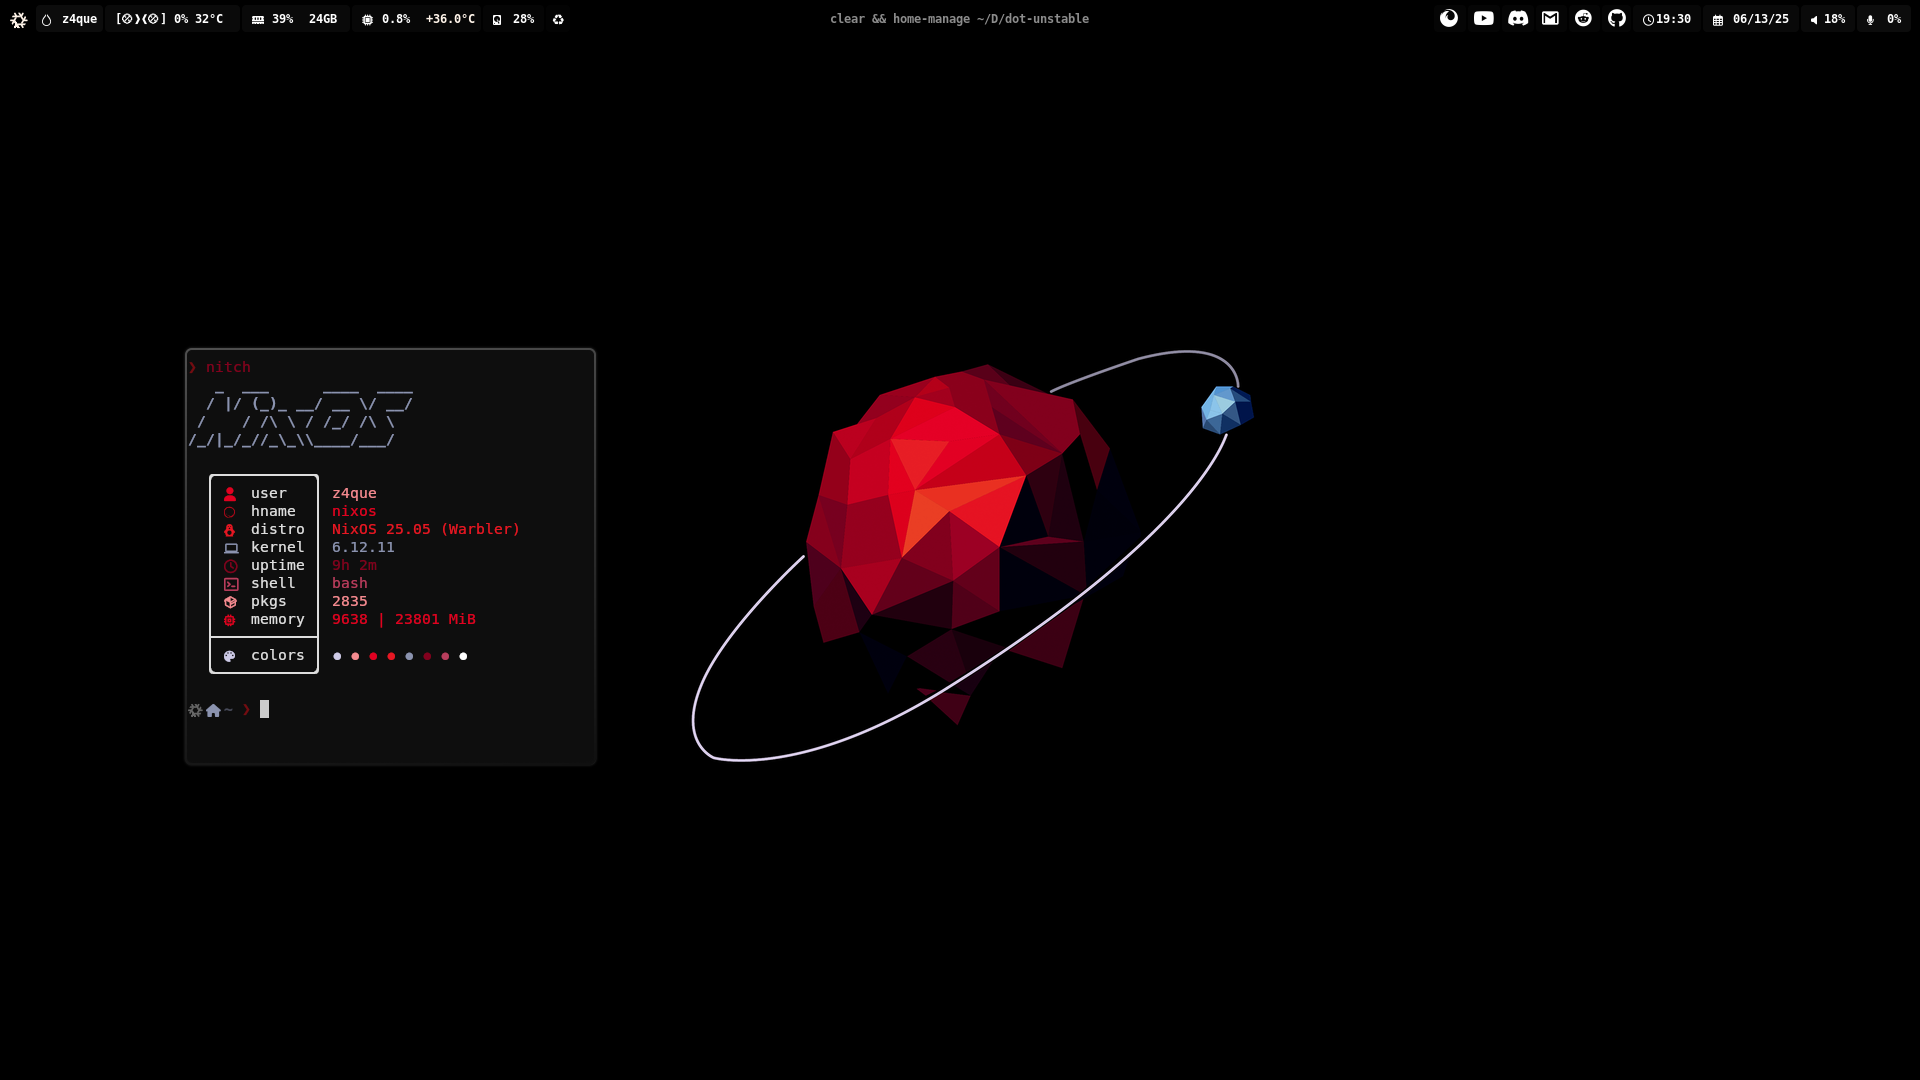 z4que [⊗❯❮⊗] 0% 32°C 39% 24GB 0.8% +36.0°C 28% clear && home-manage ~/D/dot-unstable 19:30 06/13/25 18% 0%
❯ nitch
user z4que
hname nixos
distro NixOS 25.05 (Warbler)
kernel 6.12.11
uptime 9h 2m
shell bash
pkgs 2835
memory 9638 | 23801 MiB
colors
~ ❯